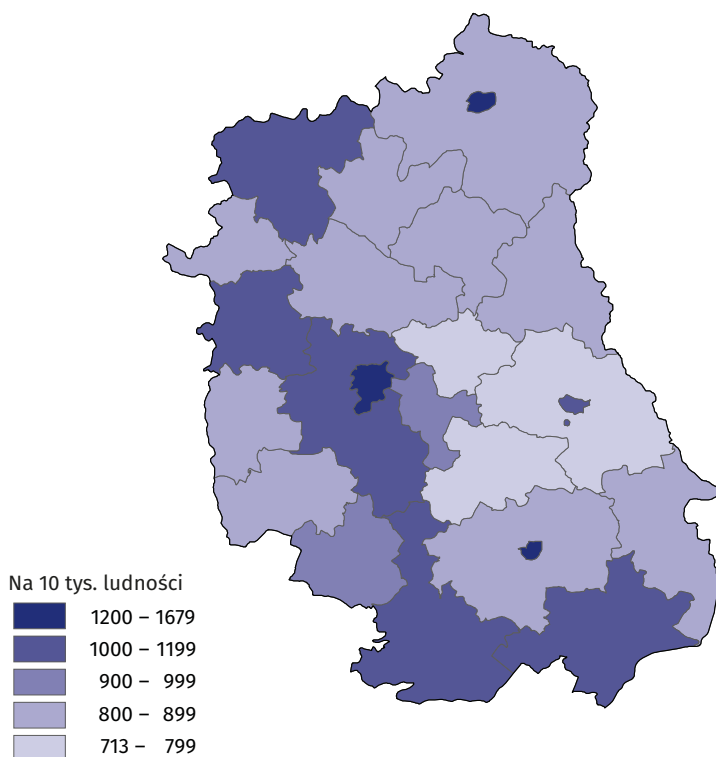 Na 10 tys. ludności
1200 – 1679
1000 – 1199
900 – 999
800 – 899
713 – 799